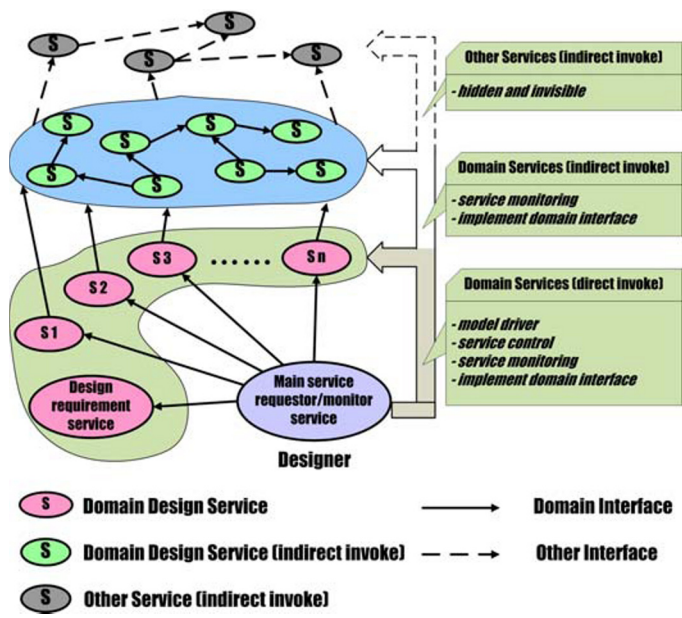 S
S
S
S
Other Services (indirect invoke)
- hidden and invisible
S
S
S
S
S
S
S
S
Domain Services (indirect invoke)
- service monitoring
- implement domain interface
S 3
......
S n
S 2
S 1
Domain Services (direct invoke)
- model driver
- service control
- service monitoring
- implement domain interface
Design
requirement
service
Main service
requestor/monitor
service
Designer
S
Domain Design Service
Domain Interface
S
Domain Design Service (indirect invoke)
Other Interface
S
Other Service (indirect invoke)